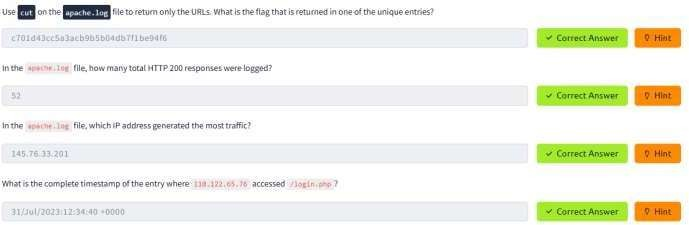 Use cut on the apache.log file to return only the URLs. What is the flag that is returned in one of the unique entries?
c701d43cc5a3acb9b5b04db7f1be94f6
✓ Correct Answer
Hint
In the apache.log file, how many total HTTP 200 responses were logged?
52
✓ Correct Answer
Hint
In the apache.log file, which IP address generated the most traffic?
145.76.33.201
✓ Correct Answer
Hint
What is the complete timestamp of the entry where 110.122.65.76 accessed /login.php ?
31/Jul/2023:12:34:40 +0000
✓ Correct Answer
Hint